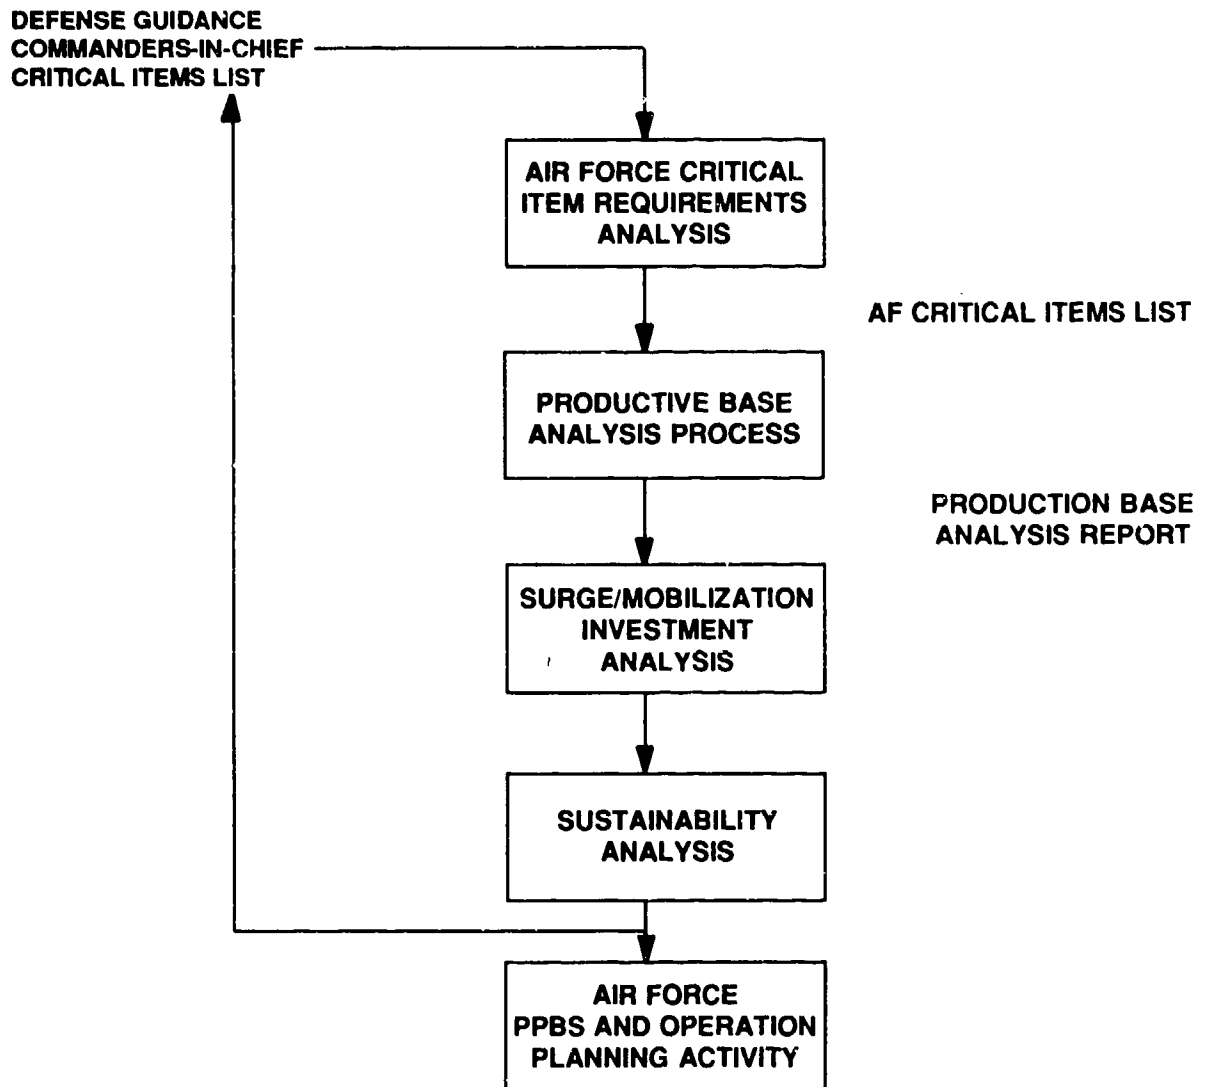 DEFENSE GUIDANCE
COMMANDERS-IN-CHIEF
CRITICAL ITEMS LIST
AIR FORCE CRITICAL
ITEM REQUIREMENTS
ANALYSIS
AF CRITICAL ITEMS LIST
PRODUCTIVE BASE
ANALYSIS PROCESS
PRODUCTION BASE
ANALYSIS REPORT
SURGE/MOBILIZATION
INVESTMENT
ANALYSIS
SUSTAINABILITY
ANALYSIS
AIR FORCE
PPBS AND OPERATION
PLANNING ACTIVITY